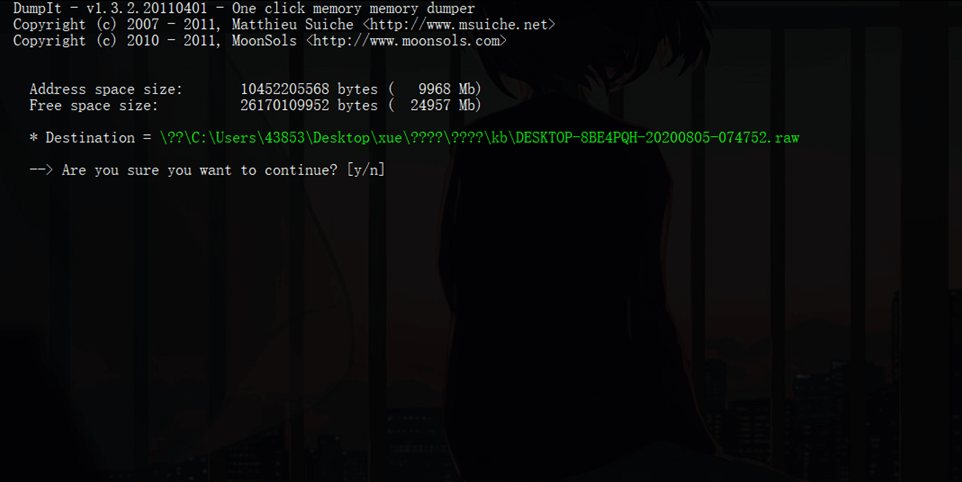 DumpIt - v1.3.2.20110401 - One click memory memory dumper
Copyright (c) 2007 - 2011, Matthieu Suiche <http://www.msuiche.net>
Copyright (c) 2010 - 2011, MoonSols <http://www.moonsols.com>
Address space size: 10452205568 bytes ( 9968 Mb)
Free space size: 26170109952 bytes ( 24957 Mb)
* Destination = \??\C:\Users\43853\Desktop\xue\????\????\kb\DESKTOP-8BE4PQH-20200805-074752.raw
--> Are you sure you want to continue? [y/n]